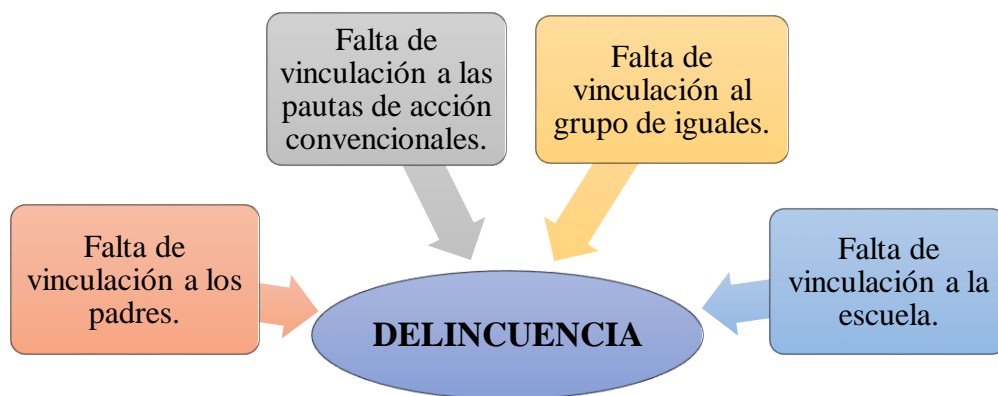 Falta de
vinculación a las
pautas de acción
convencionales.
Falta de
vinculación al
grupo de iguales.
Falta de
vinculación a los
padres.
Falta de
vinculación a la
escuela.
DELINCUENCIA